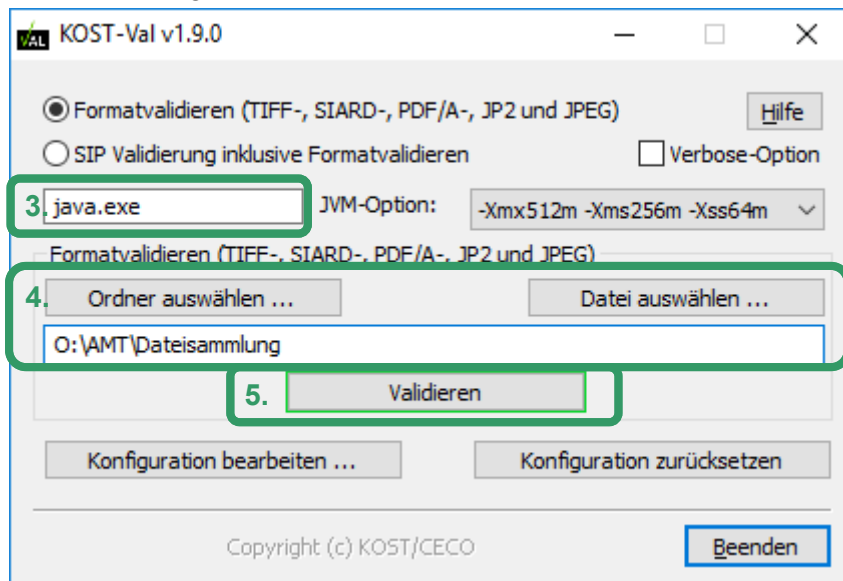 VAL KOST-Val v1.9.0
Formatvalidieren (TIFF-, SIARD-, PDF/A-, JP2 und JPEG) Hilfe
SIP Validierung inklusive Formatvalidieren Verbose-Option
3. java.exe JVM-Option: -Xmx512m -Xms256m -Xss64m
Formatvalidieren (TIFF-, SIARD-, PDF/A-, JP2 und JPEG)
4. Ordner auswählen ... Datei auswählen ...
O:\AMT\Dateisammlung
5. Validieren
Konfiguration bearbeiten ... Konfiguration zurücksetzen
Copyright (c) KOST/CECO Beenden